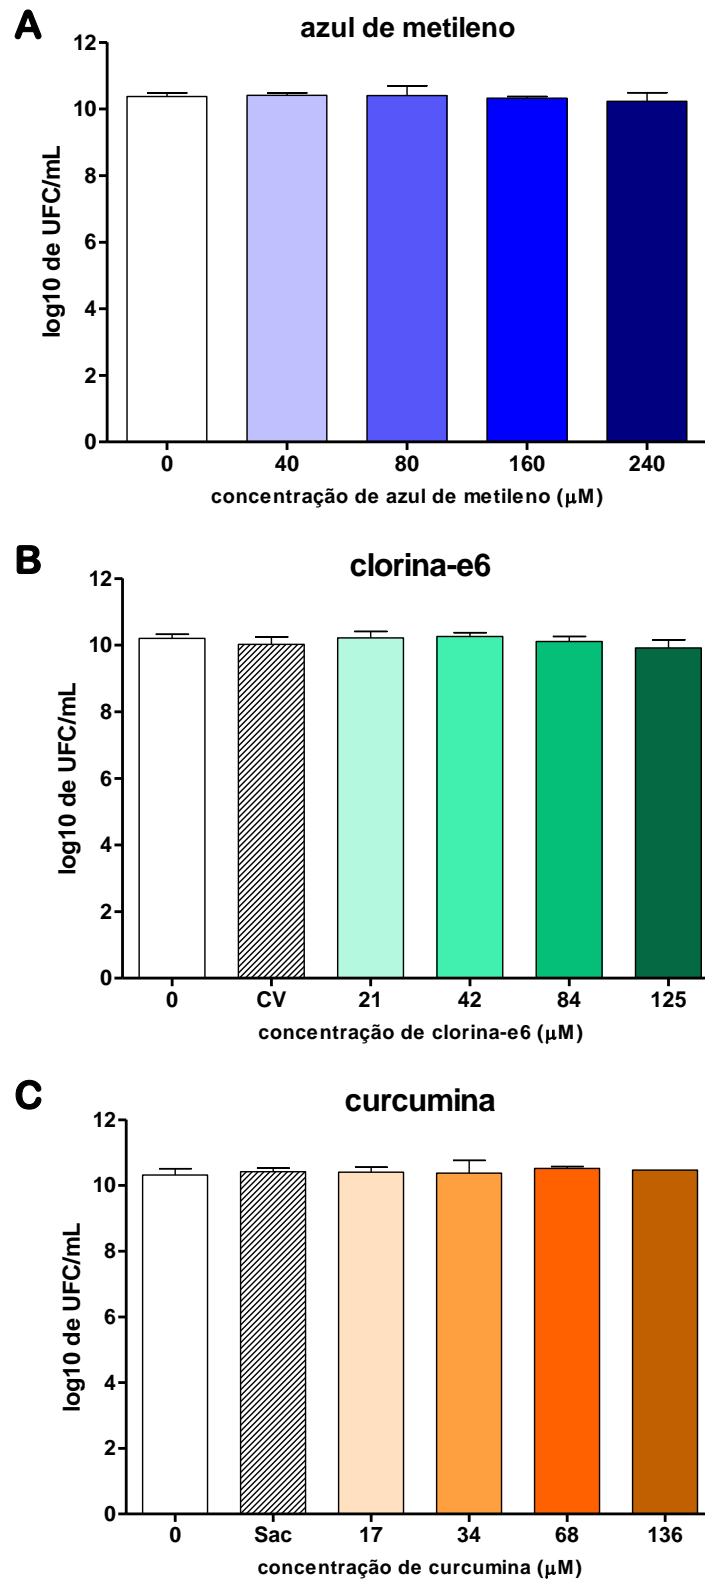 A
azul de metileno
log10 de UFC/mL
12
10
8
6
4
2
0
0 40 80 160 240
concentração de azul de metileno (µM)
B
clorina-e6
log10 de UFC/mL
12
10
8
6
4
2
0
0 CV 21 42 84 125
concentração de clorina-e6 (µM)
C
curcumina
log10 de UFC/mL
12
10
8
6
4
2
0
0 Sac 17 34 68 136
concentração de curcumina (µM)